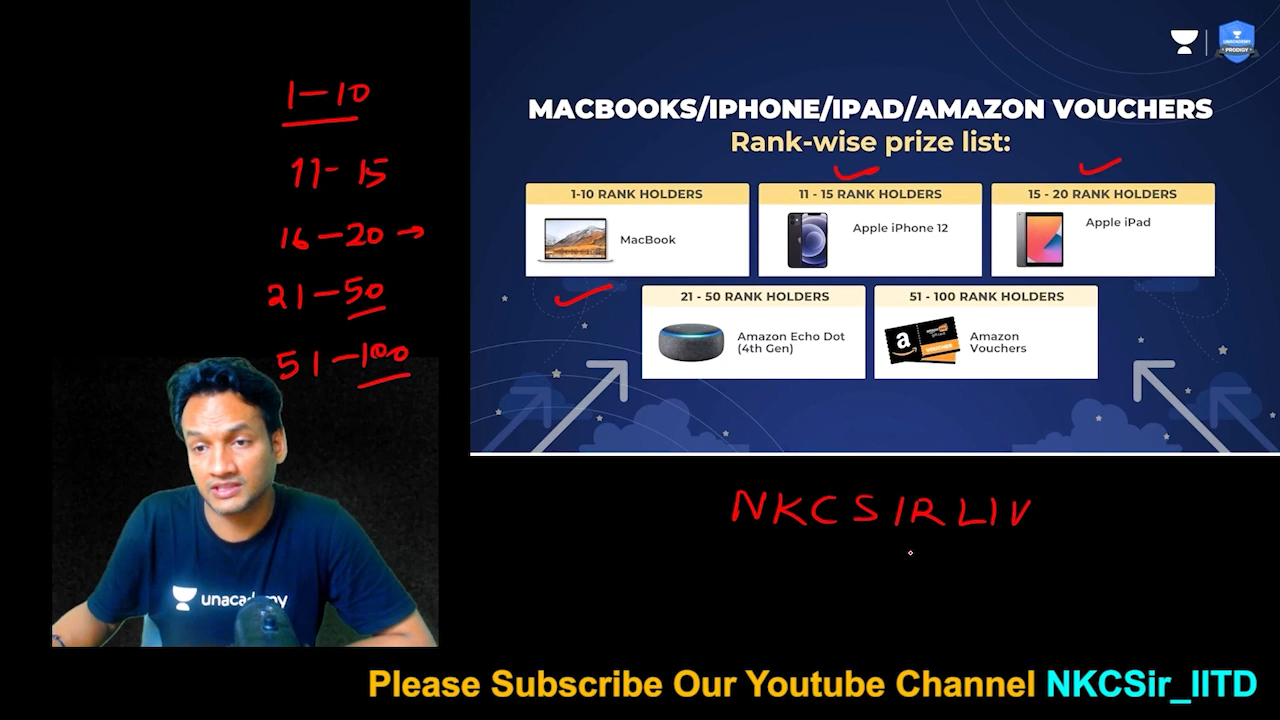 1-10
11-15
16-20 →
21-50
51-100
UNACADEMY
PRODIGY
MACBOOKS/IPHONE/IPAD/AMAZON VOUCHERS
Rank-wise prize list:
1-10 RANK HOLDERS
MacBook
11 - 15 RANK HOLDERS
Apple iPhone 12
15 - 20 RANK HOLDERS
Apple iPad
21 - 50 RANK HOLDERS
Amazon Echo Dot
(4th Gen)
51 - 100 RANK HOLDERS
Amazon
Vouchers
unacademy
NKCSIRLIV
Please Subscribe Our Youtube Channel NKCSir_IITD